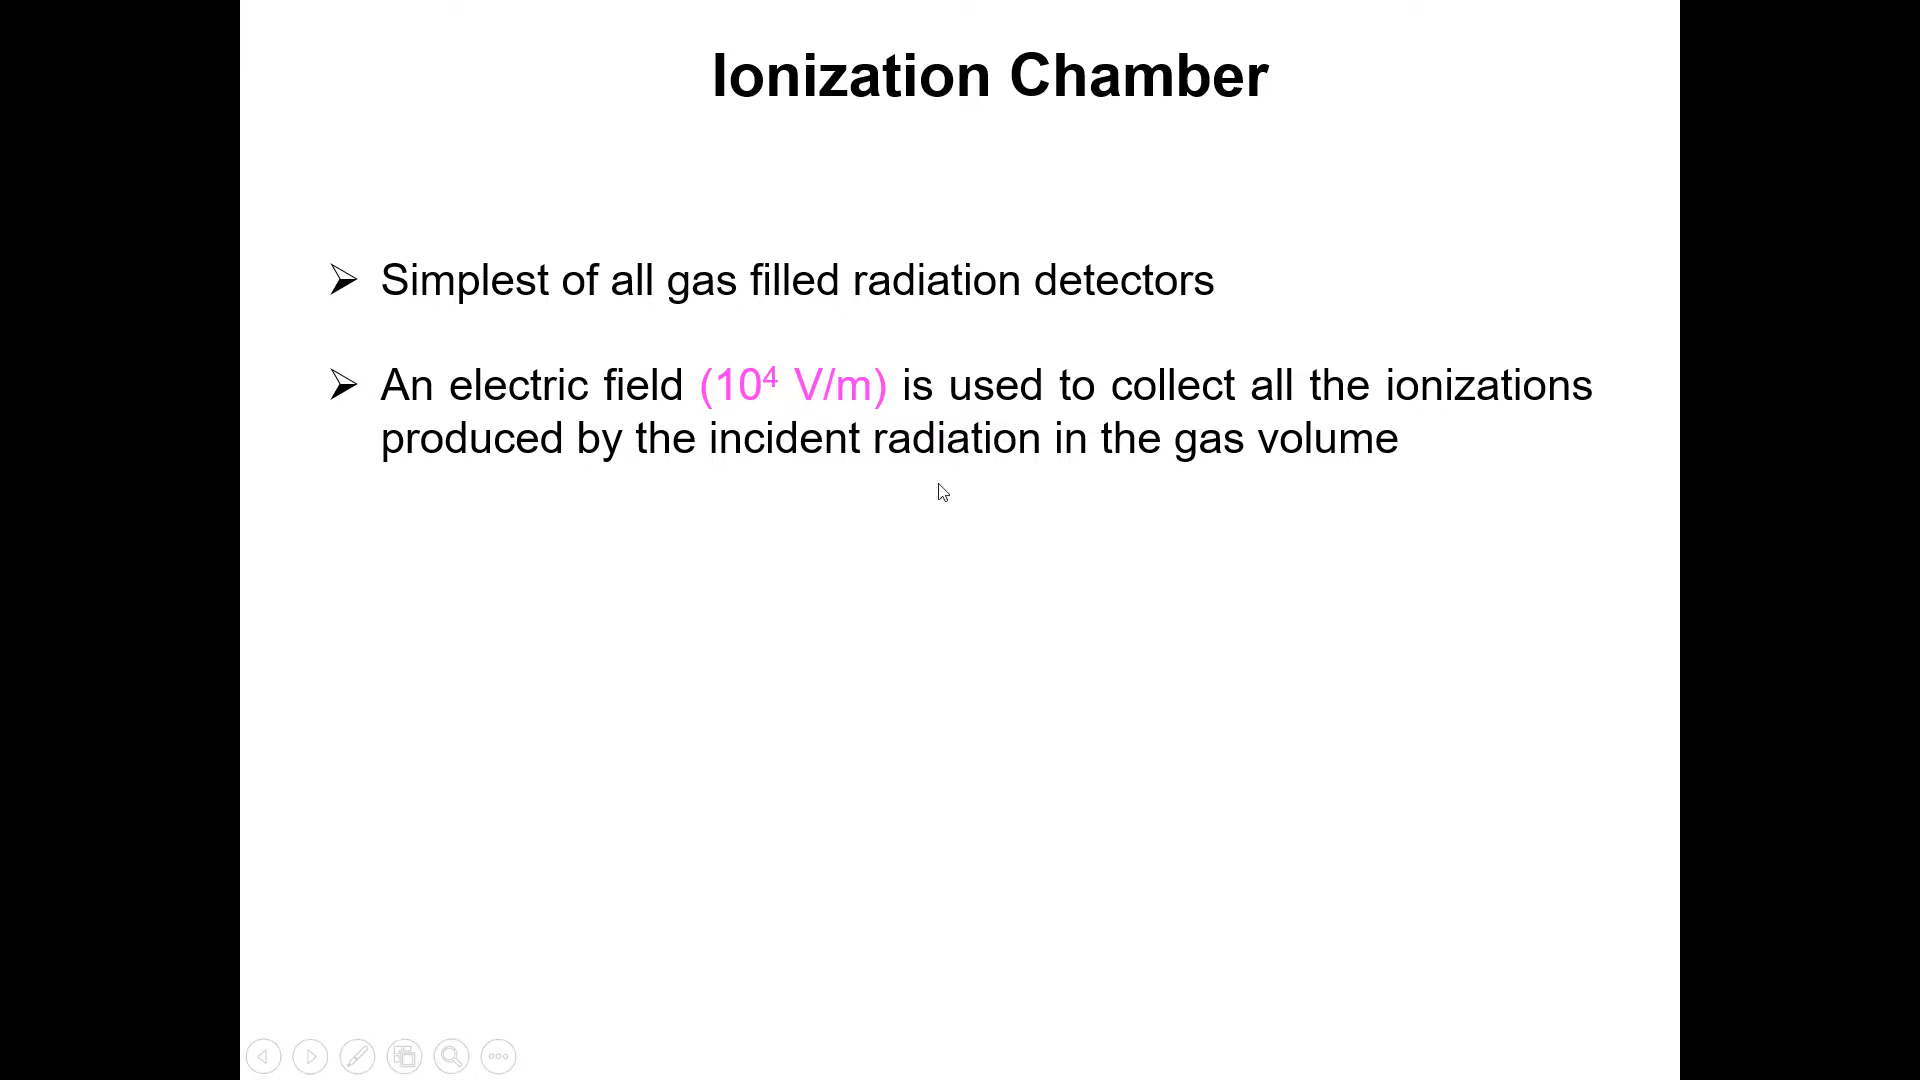 Ionization Chamber
➢ Simplest of all gas filled radiation detectors
➢ An electric field (10⁴ V/m) is used to collect all the ionizations
produced by the incident radiation in the gas volume